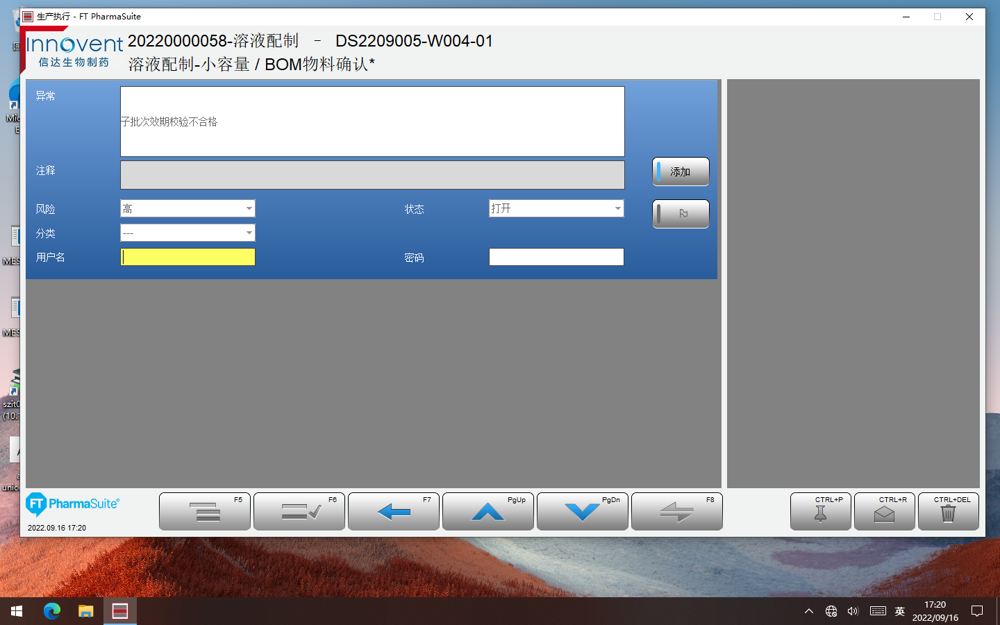 生产执行 - FT PharmaSuite
Innovent
信达生物制药
20220000058-溶液配制 – DS2209005-W004-01
溶液配制-小容量 / BOM物料确认*
异常
子批次效期校验不合格
注释
添加
风险 高
状态 打开
分类 ---
用户名
密码
FT PharmaSuite
2022.09.16 17:20
F5
F6
F7
PgUp
PgDn
F8
CTRL+P
CTRL+R
CTRL+DEL
MES
MES
(10.
英
17:20
2022/09/16